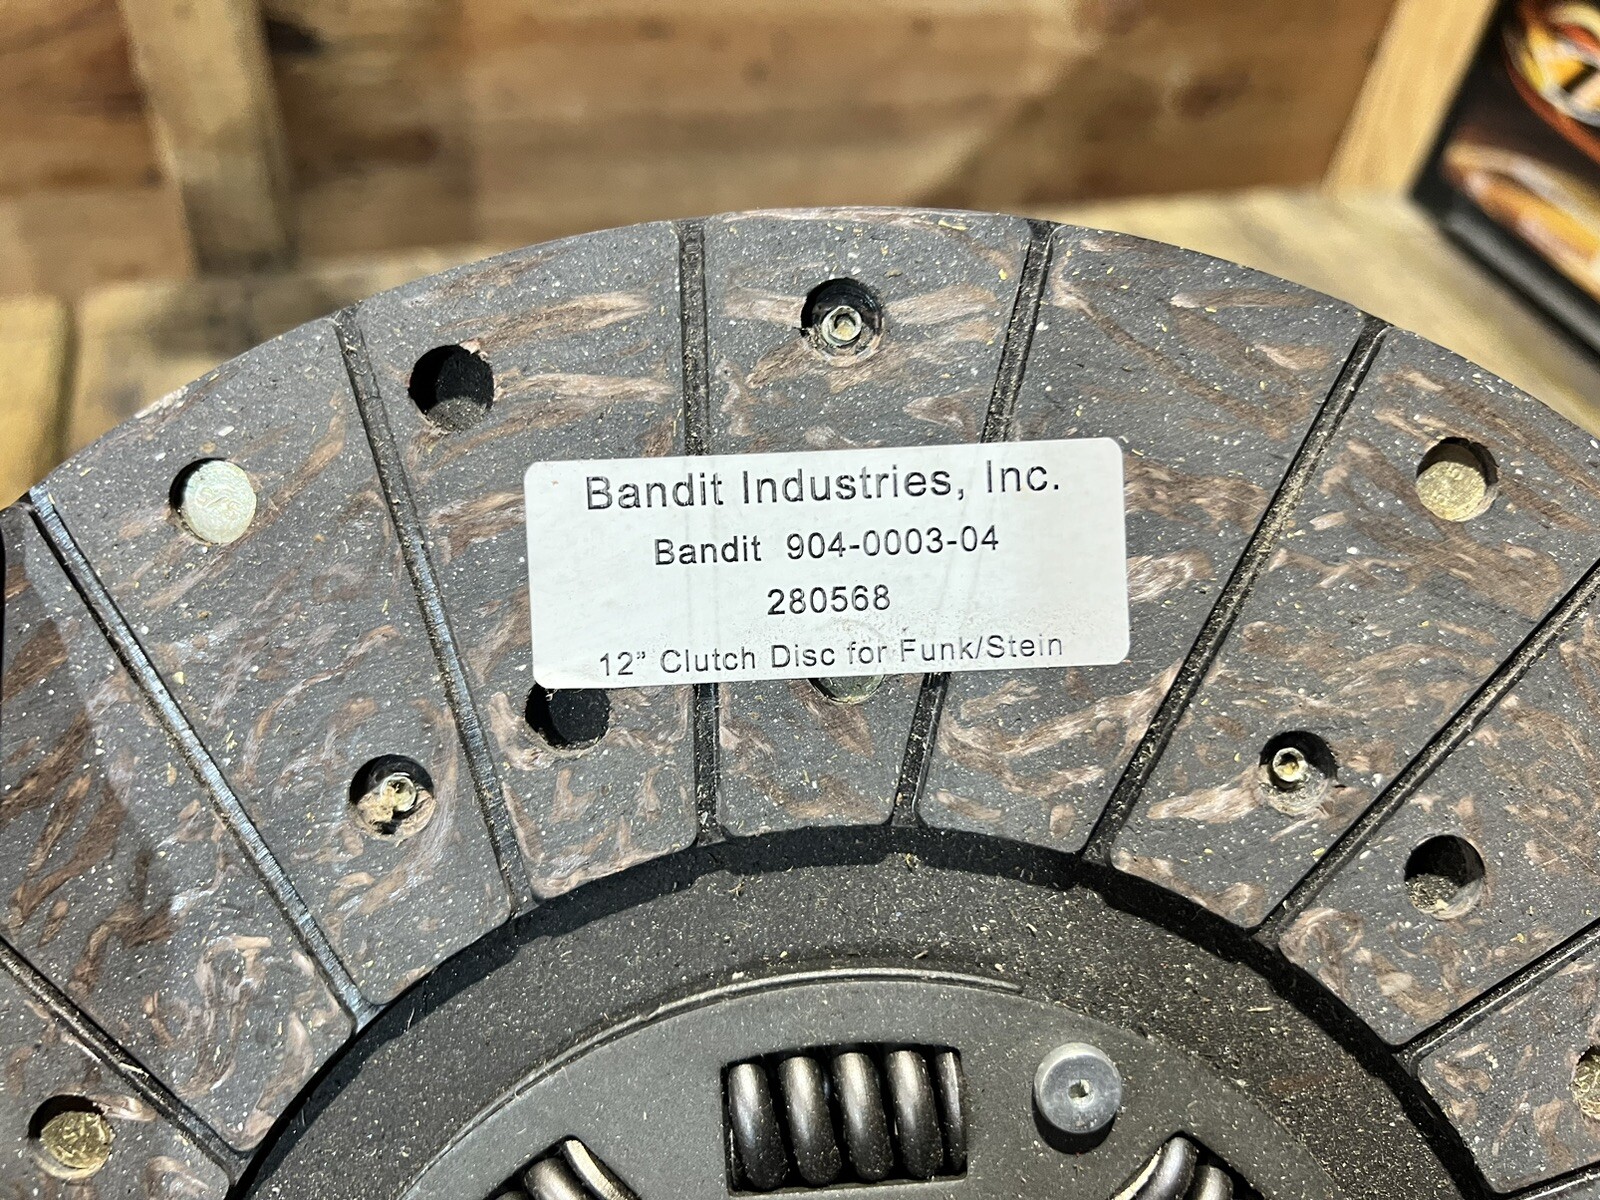 Bandit Industries, Inc.
Bandit 904-0003-04
280568
12” Clutch Disc for Funk/Stein